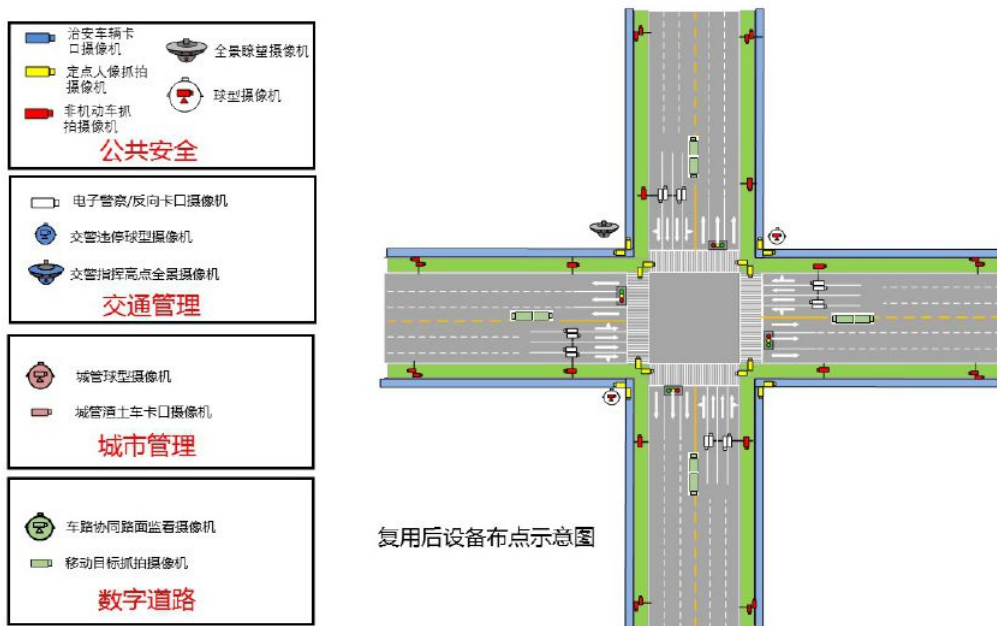 治安车辆卡
口摄像机
全景瞭望摄像机
定点人像抓拍
摄像机
球型摄像机
非机动车抓
拍摄像机
公共安全
电子警察/反向卡口摄像机
交警违停球型摄像机
交警指挥高点全景摄像机
交通管理
城管球型摄像机
城管渣土车卡口摄像机
城市管理
车路协同路面监看摄像机
移动目标抓拍摄像机
数字道路
复用后设备布点示意图